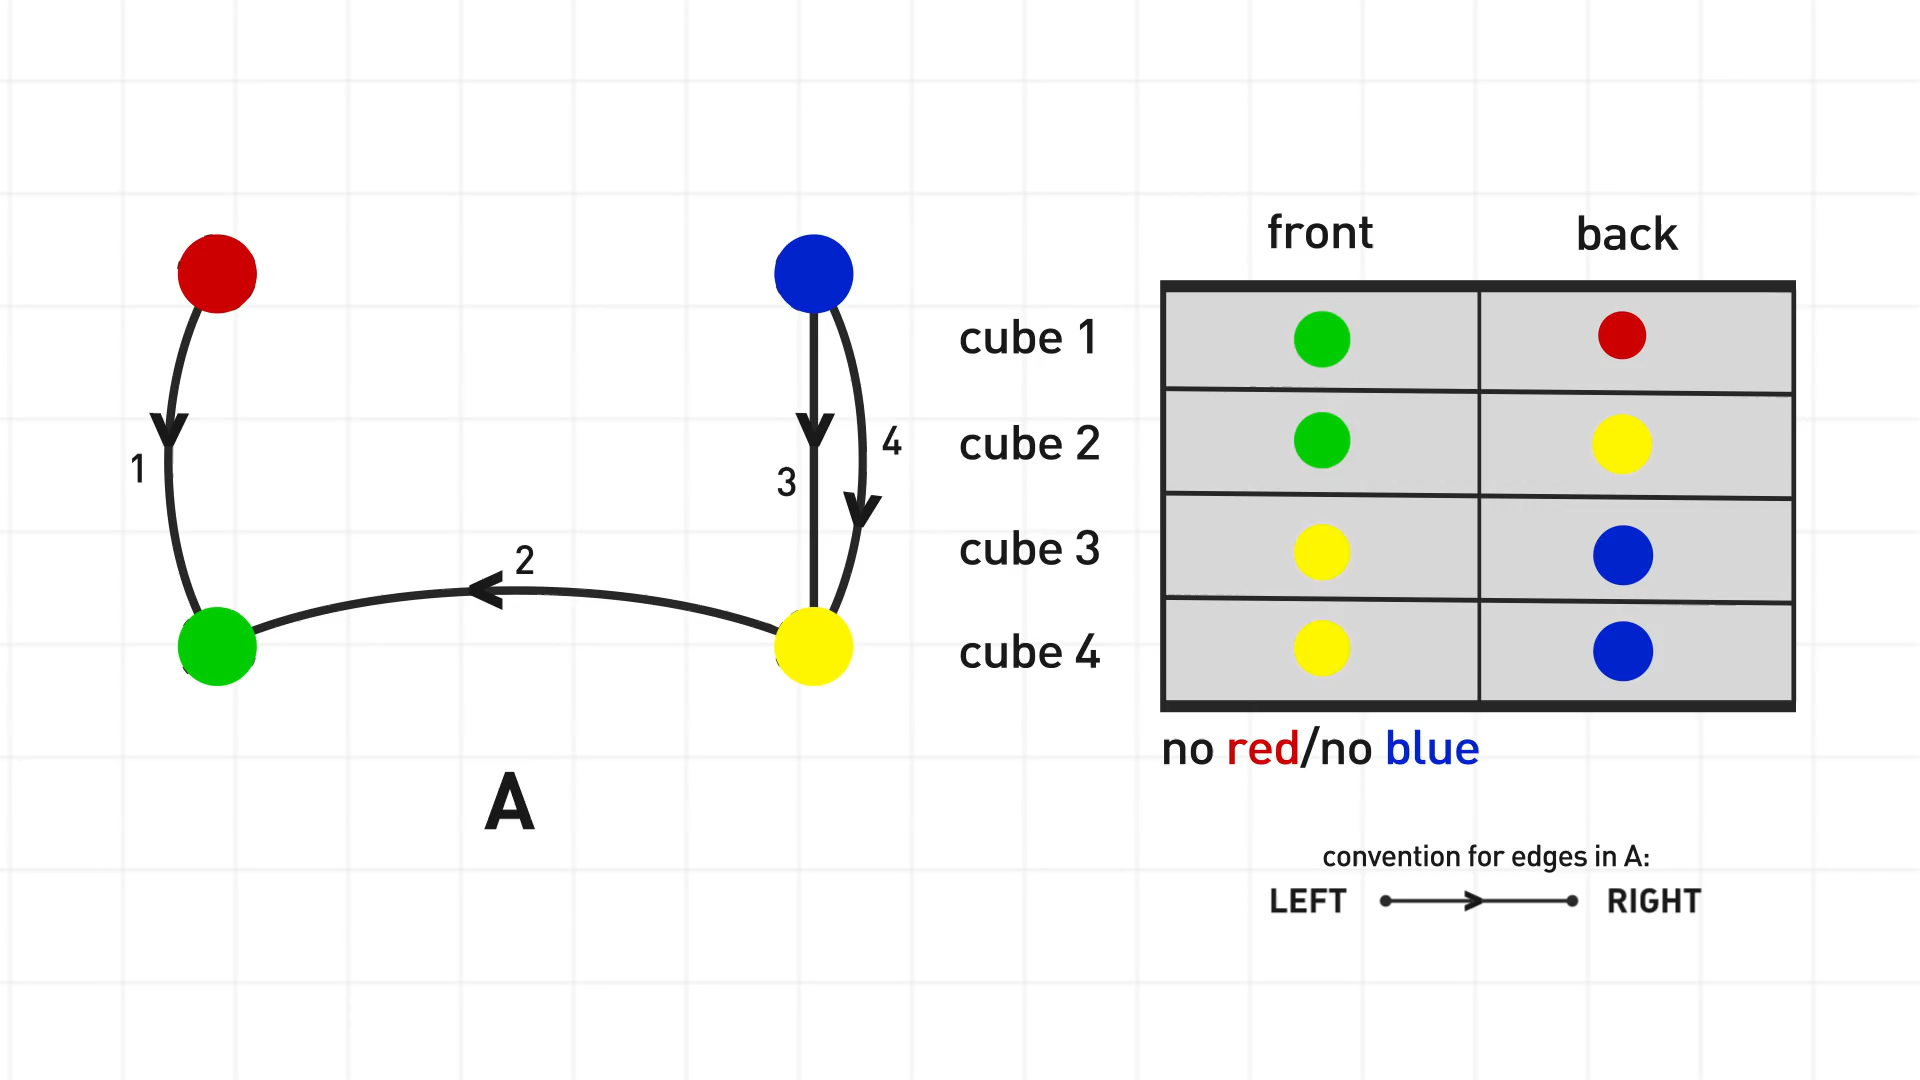 1
2
3
4
A
front back
cube 1
cube 2
cube 3
cube 4
no red/no blue
convention for edges in A:
LEFT RIGHT